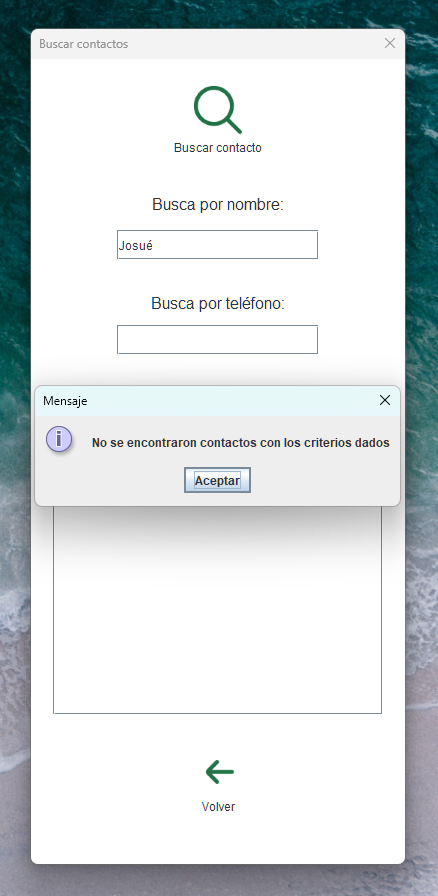 Buscar contactos
Buscar contacto
Busca por nombre:
Josué
Busca por teléfono:
Mensaje
No se encontraron contactos con los criterios dados
Aceptar
Volver